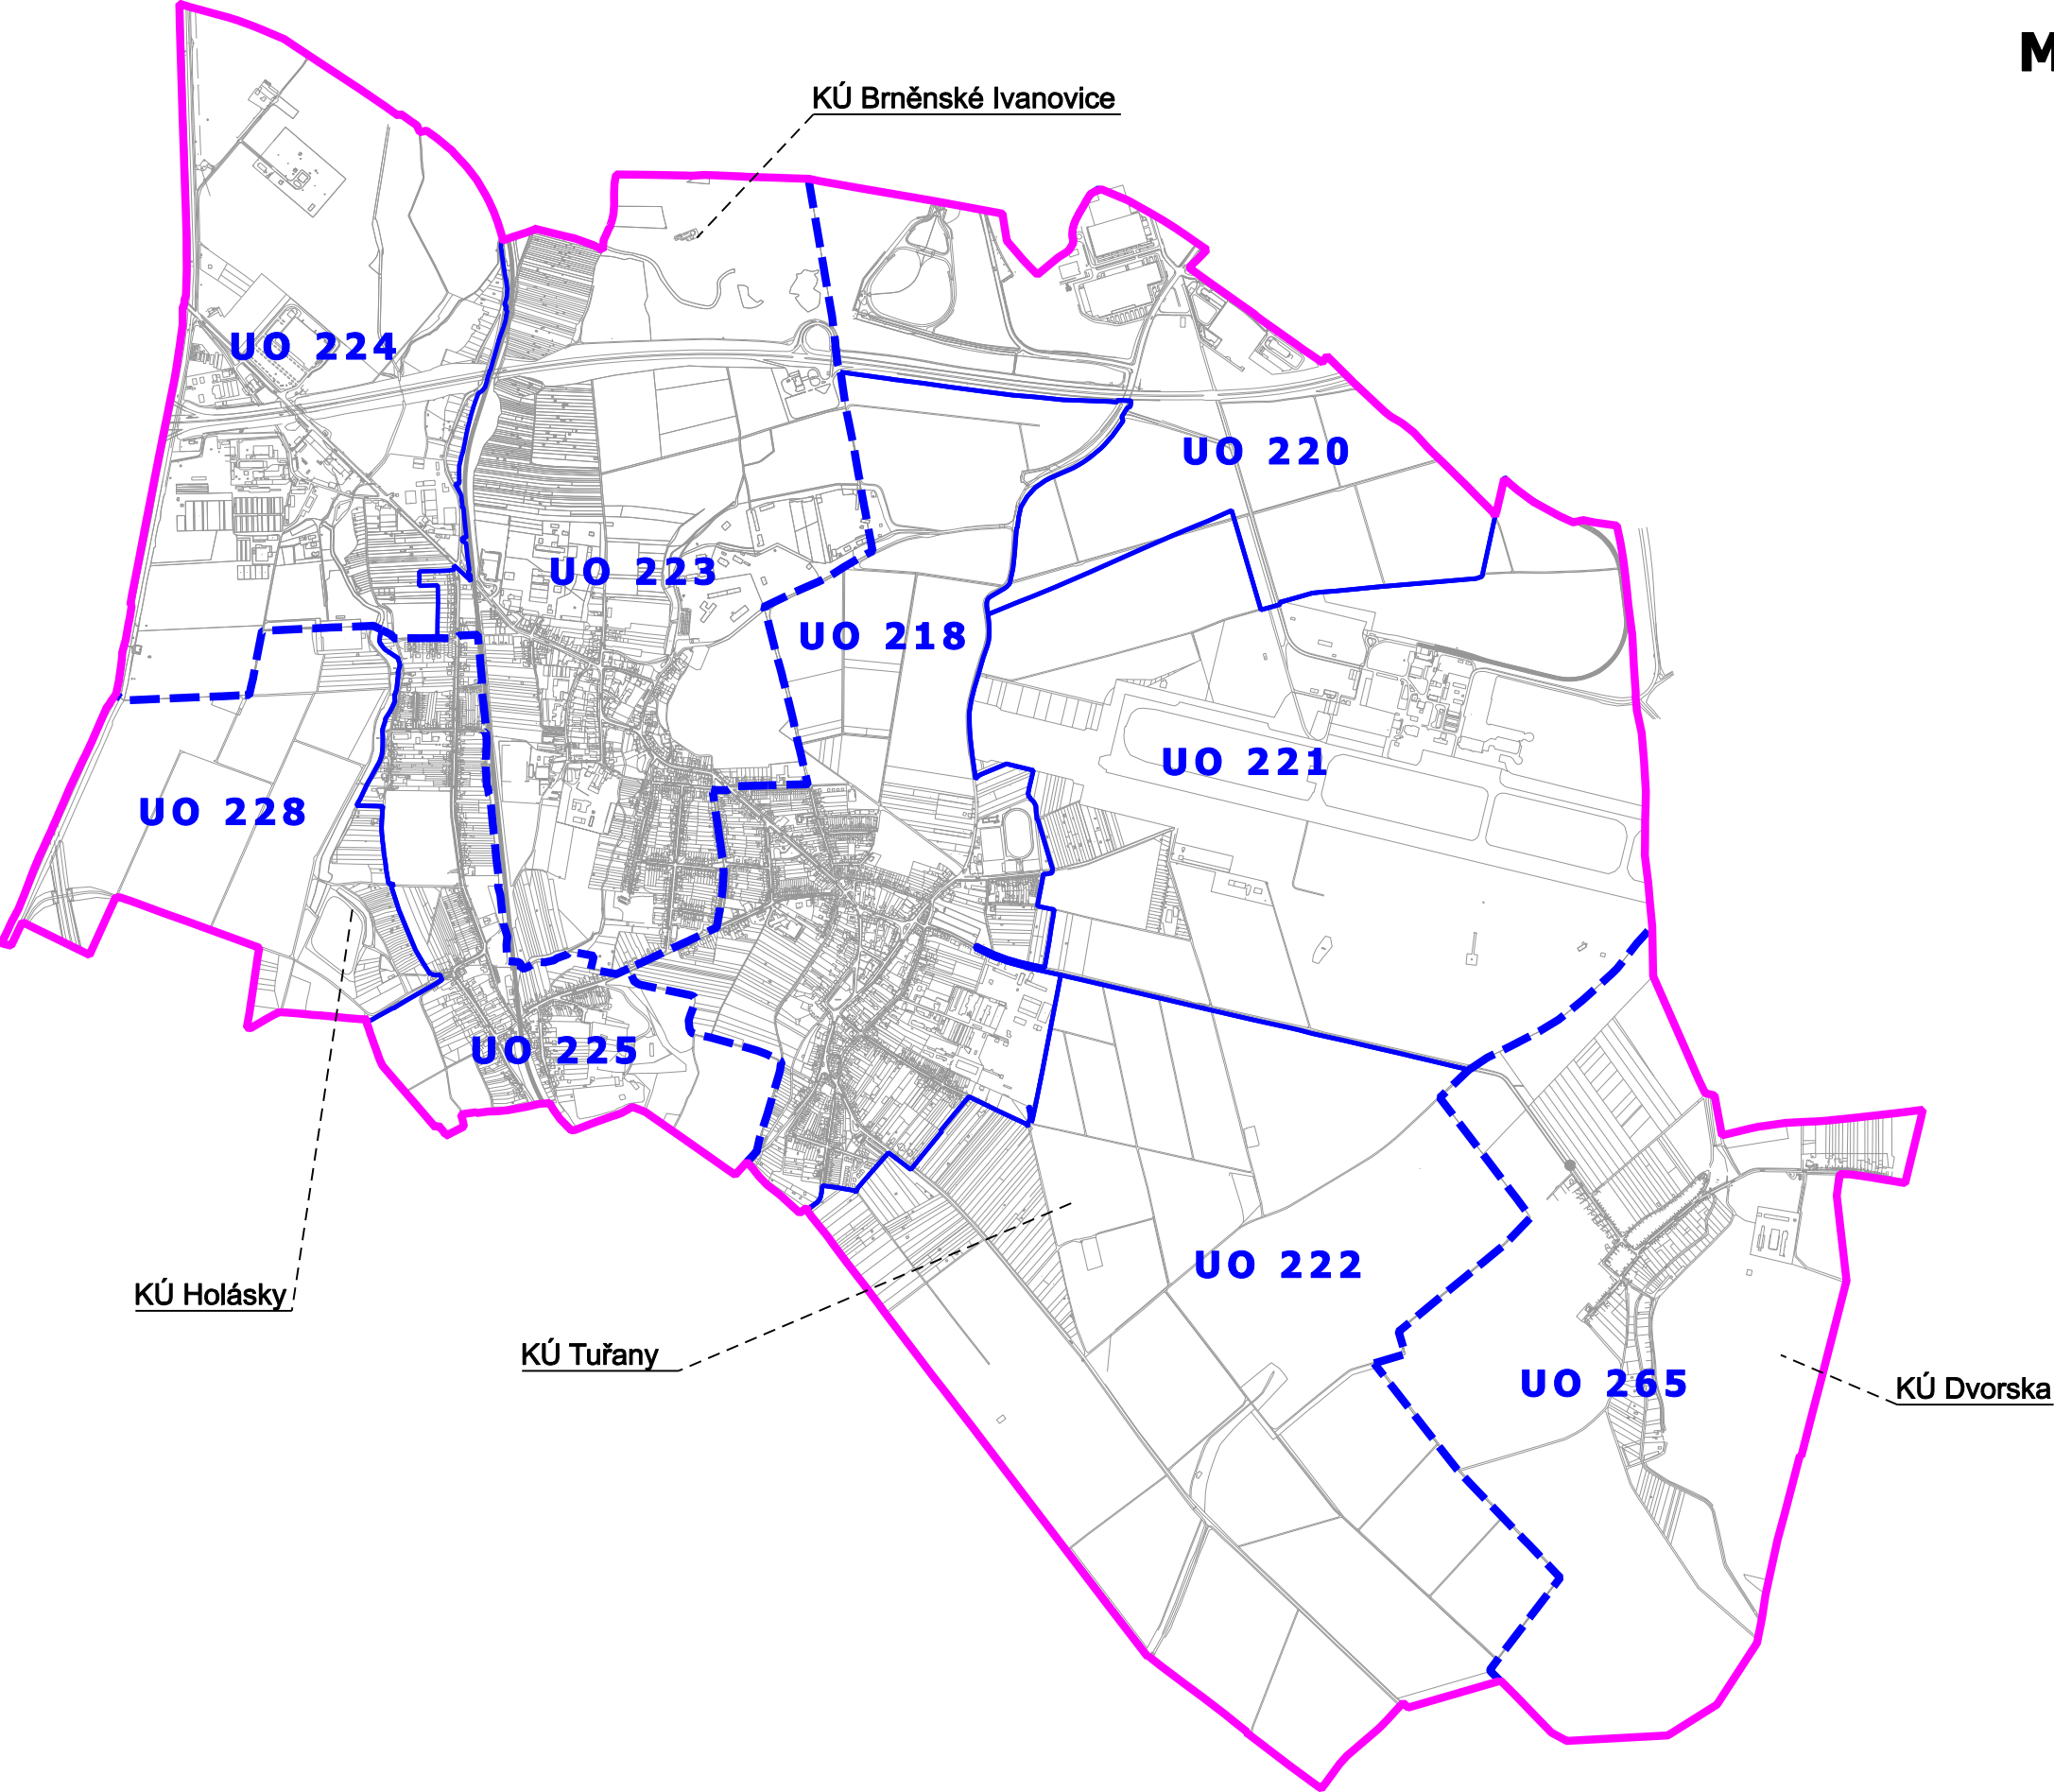 M
KÚ Brněnské Ivanovice
UO 224
UO 220
UO 223
UO 218
UO 221
UO 228
UO 225
UO 222
KÚ Holásky
KÚ Tuřany
UO 265
KÚ Dvorska